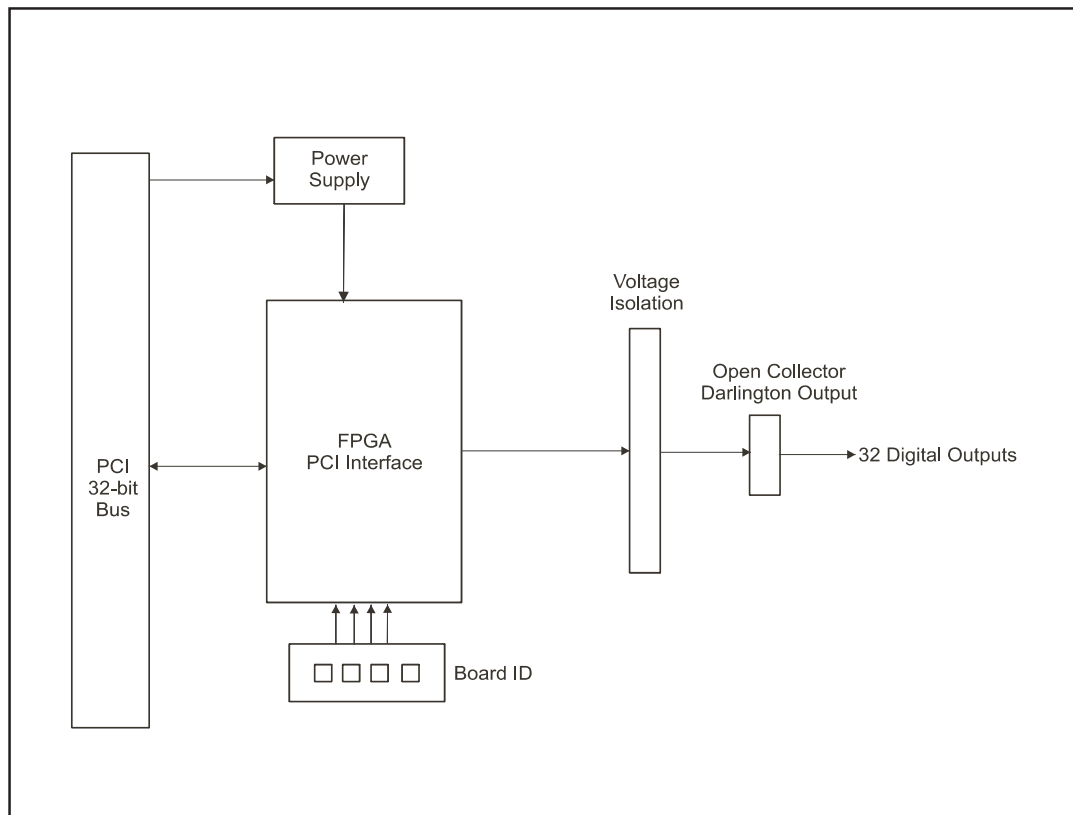 Power
Supply
Voltage
Isolation
Open Collector
Darlington Output
FPGA
PCI Interface
PCI
32-bit
Bus
32 Digital Outputs
Board ID